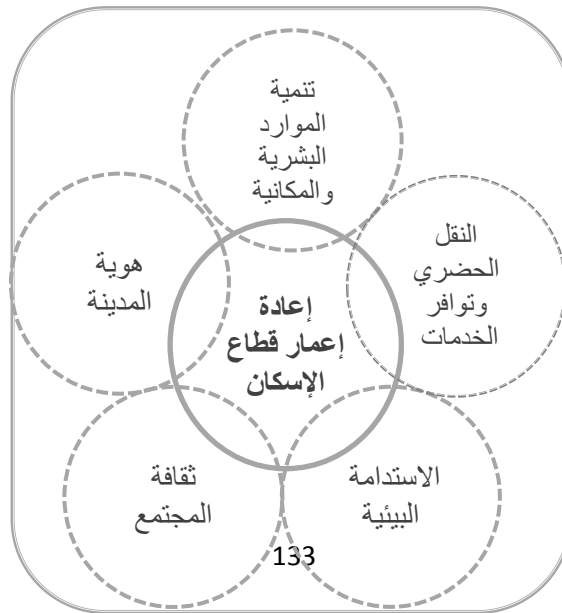 تنمية
الموارد
البشرية
والمكانية
النقل
الحضري
وتوافر
الخدمات
هوية
المدينة
إعادة
إعمار قطاع
الإسكان
الاستدامة
البيئية
ثقافة
المجتمع
133